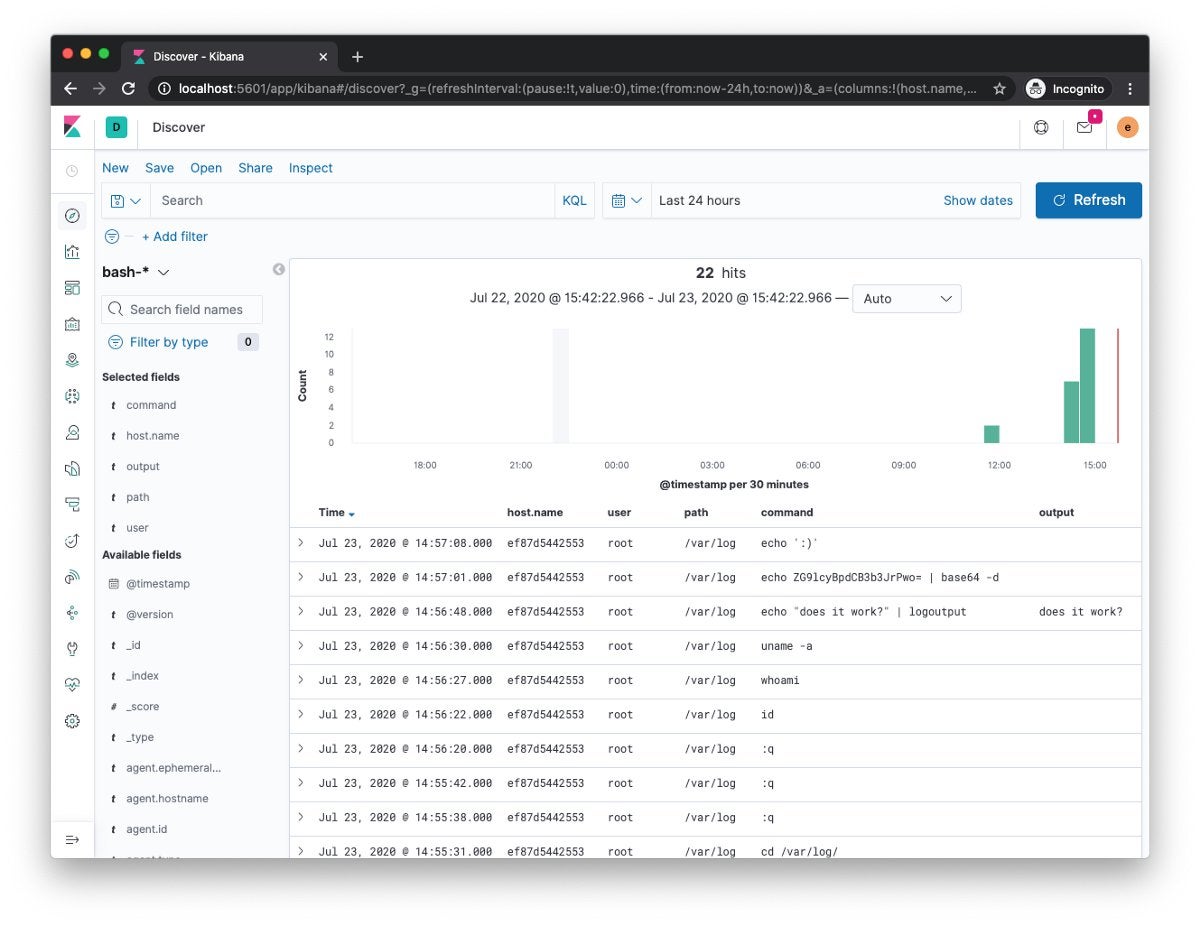 Discover - Kibana
localhost:5601/app/kibana#/discover?_g=(refreshInterval:(pause:!t,value:0),time:(from:now-24h,to:now))&_a=(columns:!(host.name,...
Incognito
D
Discover
e
New Save Open Share Inspect
Search KQL
Last 24 hours
Show dates
Refresh
+ Add filter
bash-*
Search field names
Filter by type 0
Selected fields
t command
t host.name
t output
t path
t user
Available fields
@timestamp
t @version
t _id
t _index
# _score
t _type
t agent.ephemeral...
t agent.hostname
t agent.id
22 hits
Jul 22, 2020 @ 15:42:22.966 - Jul 23, 2020 @ 15:42:22.966 — Auto
Count
12
10
8
6
4
2
0
18:00 21:00 00:00 03:00 06:00 09:00 12:00 15:00
@timestamp per 30 minutes
Time host.name user path command output
Jul 23, 2020 @ 14:57:08.000 ef87d5442553 root /var/log echo ':)'
Jul 23, 2020 @ 14:57:01.000 ef87d5442553 root /var/log echo ZG9lcyBpdCB3b3JrPwo= | base64 -d
Jul 23, 2020 @ 14:56:48.000 ef87d5442553 root /var/log echo "does it work?" | logoutput does it work?
Jul 23, 2020 @ 14:56:30.000 ef87d5442553 root /var/log uname -a
Jul 23, 2020 @ 14:56:27.000 ef87d5442553 root /var/log whoami
Jul 23, 2020 @ 14:56:22.000 ef87d5442553 root /var/log id
Jul 23, 2020 @ 14:56:20.000 ef87d5442553 root /var/log :q
Jul 23, 2020 @ 14:55:42.000 ef87d5442553 root /var/log :q
Jul 23, 2020 @ 14:55:38.000 ef87d5442553 root /var/log :q
Jul 23, 2020 @ 14:55:31.000 ef87d5442553 root /var/log cd /var/log/